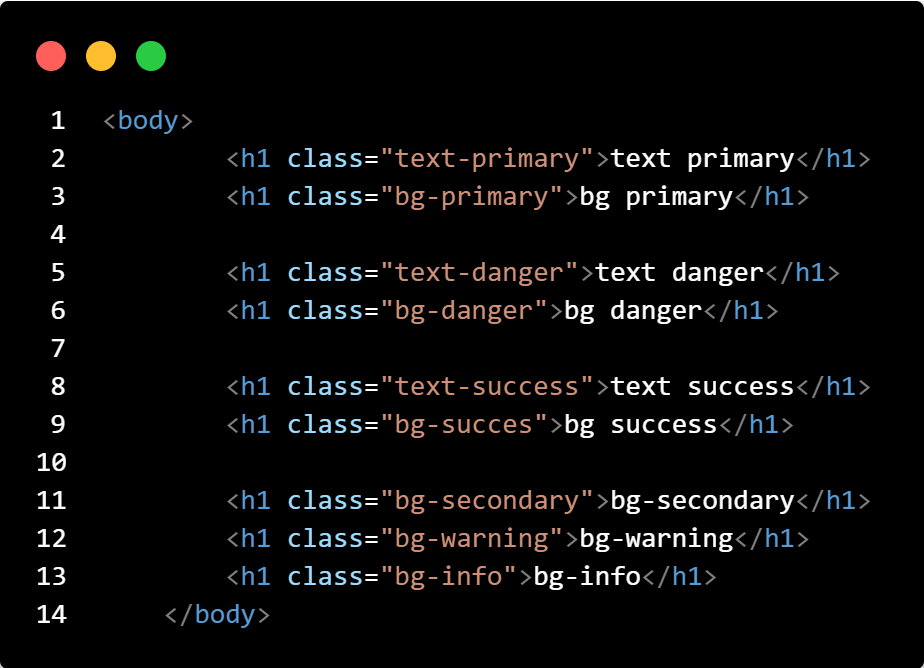 1 <body>
2 <h1 class="text-primary">text primary</h1>
3 <h1 class="bg-primary">bg primary</h1>
4
5 <h1 class="text-danger">text danger</h1>
6 <h1 class="bg-danger">bg danger</h1>
7
8 <h1 class="text-success">text success</h1>
9 <h1 class="bg-succes">bg success</h1>
10
11 <h1 class="bg-secondary">bg-secondary</h1>
12 <h1 class="bg-warning">bg-warning</h1>
13 <h1 class="bg-info">bg-info</h1>
14 </body>